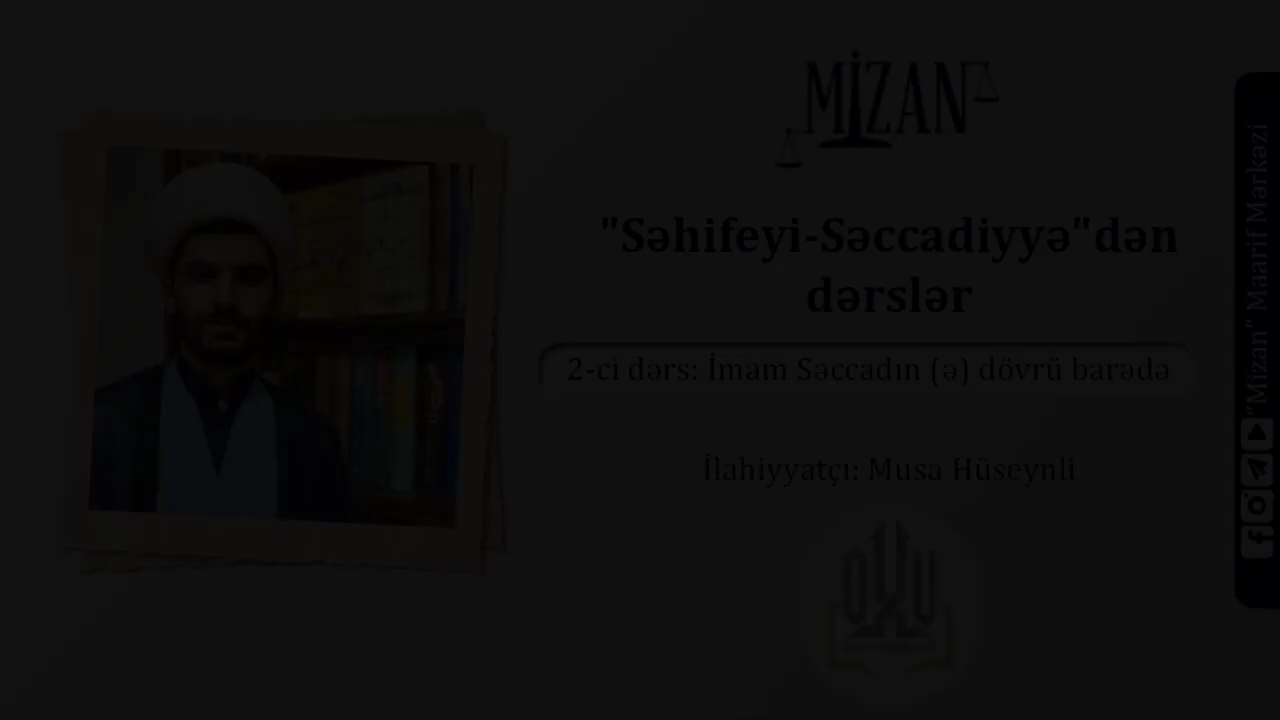 MİZAN
"Səhifeyi-Səccadiyyə"dən
dərslər
2-ci dərs: İmam Səccadın (ə) dövrü barədə
İlahiyyatçı: Musa Hüseynli
OXU
"Mizan" Maarif Mərkəzi